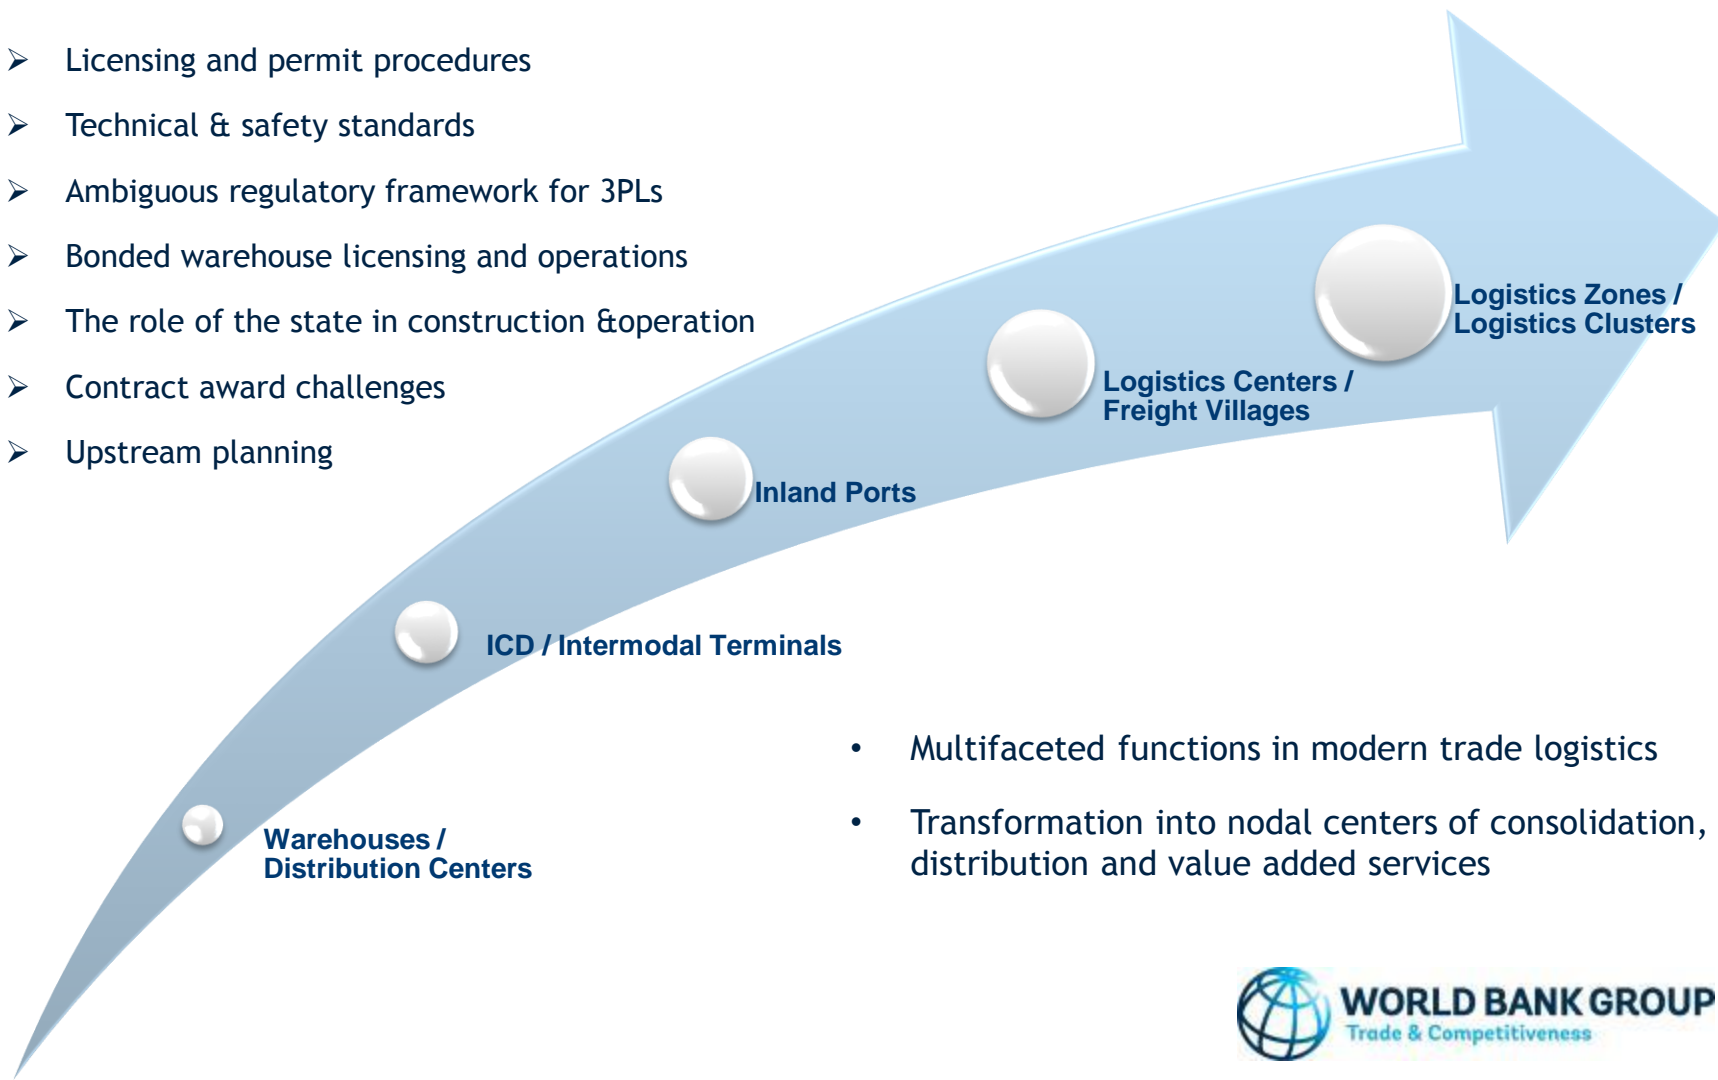 ➢ Licensing and permit procedures
➢ Technical & safety standards
➢ Ambiguous regulatory framework for 3PLs
➢ Bonded warehouse licensing and operations
➢ The role of the state in construction &operation
➢ Contract award challenges
➢ Upstream planning
Logistics Zones /
Logistics Clusters
Logistics Centers /
Freight Villages
Inland Ports
ICD / Intermodal Terminals
Warehouses /
Distribution Centers
• Multifaceted functions in modern trade logistics
• Transformation into nodal centers of consolidation,
distribution and value added services
WORLD BANK GROUP
Trade & Competitiveness